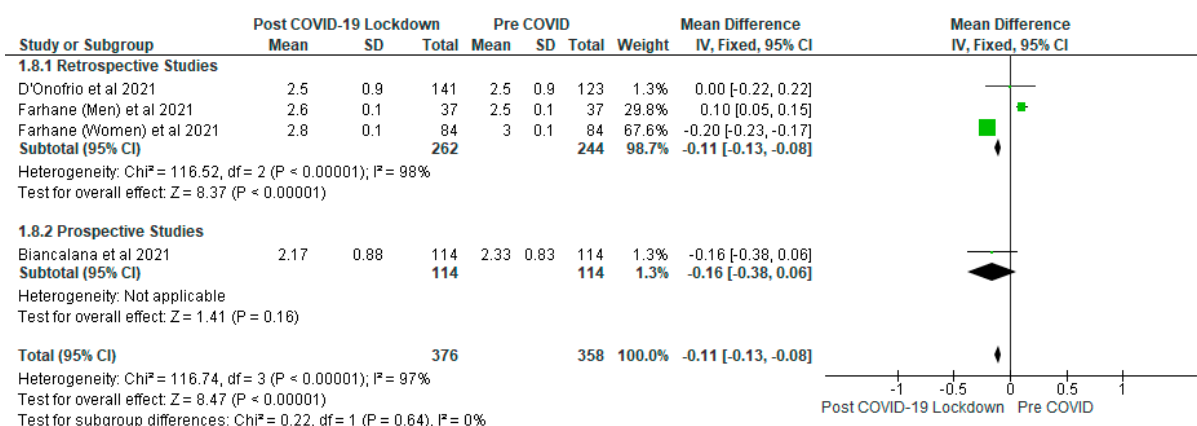 Post COVID-19 Lockdown Pre COVID Mean Difference Mean Difference
Study or Subgroup Mean SD Total Mean SD Total Weight IV, Fixed, 95% CI IV, Fixed, 95% CI
1.8.1 Retrospective Studies
D'Onofrio et al 2021 2.5 0.9 141 2.5 0.9 123 1.3% 0.00 [-0.22, 0.22]
Farhane (Men) et al 2021 2.6 0.1 37 2.5 0.1 37 29.8% 0.10 [0.05, 0.15]
Farhane (Women) et al 2021 2.8 0.1 84 3 0.1 84 67.6% -0.20 [-0.23, -0.17]
Subtotal (95% CI) 262 244 98.7% -0.11 [-0.13, -0.08]
Heterogeneity: Chi² = 116.52, df = 2 (P < 0.00001); I² = 98%
Test for overall effect: Z = 8.37 (P < 0.00001)
1.8.2 Prospective Studies
Biancalana et al 2021 2.17 0.88 114 2.33 0.83 114 1.3% -0.16 [-0.38, 0.06]
Subtotal (95% CI) 114 114 1.3% -0.16 [-0.38, 0.06]
Heterogeneity: Not applicable
Test for overall effect: Z = 1.41 (P = 0.16)
Total (95% CI) 376 358 100.0% -0.11 [-0.13, -0.08]
Heterogeneity: Chi² = 116.74, df = 3 (P < 0.00001); I² = 97%
Test for overall effect: Z = 8.47 (P < 0.00001)
Test for subgroup differences: Chi² = 0.22, df = 1 (P = 0.64), I² = 0%
-1 -0.5 0 0.5 1
Post COVID-19 Lockdown Pre COVID